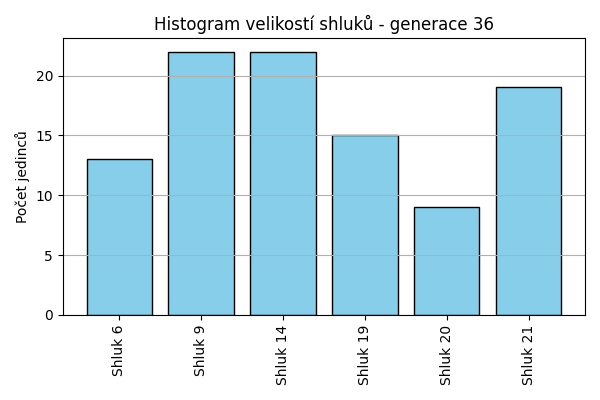 Histogram velikostí shluků - generace 36
Počet jedinců
20
15
10
5
0
Shluk 6
Shluk 9
Shluk 14
Shluk 19
Shluk 20
Shluk 21